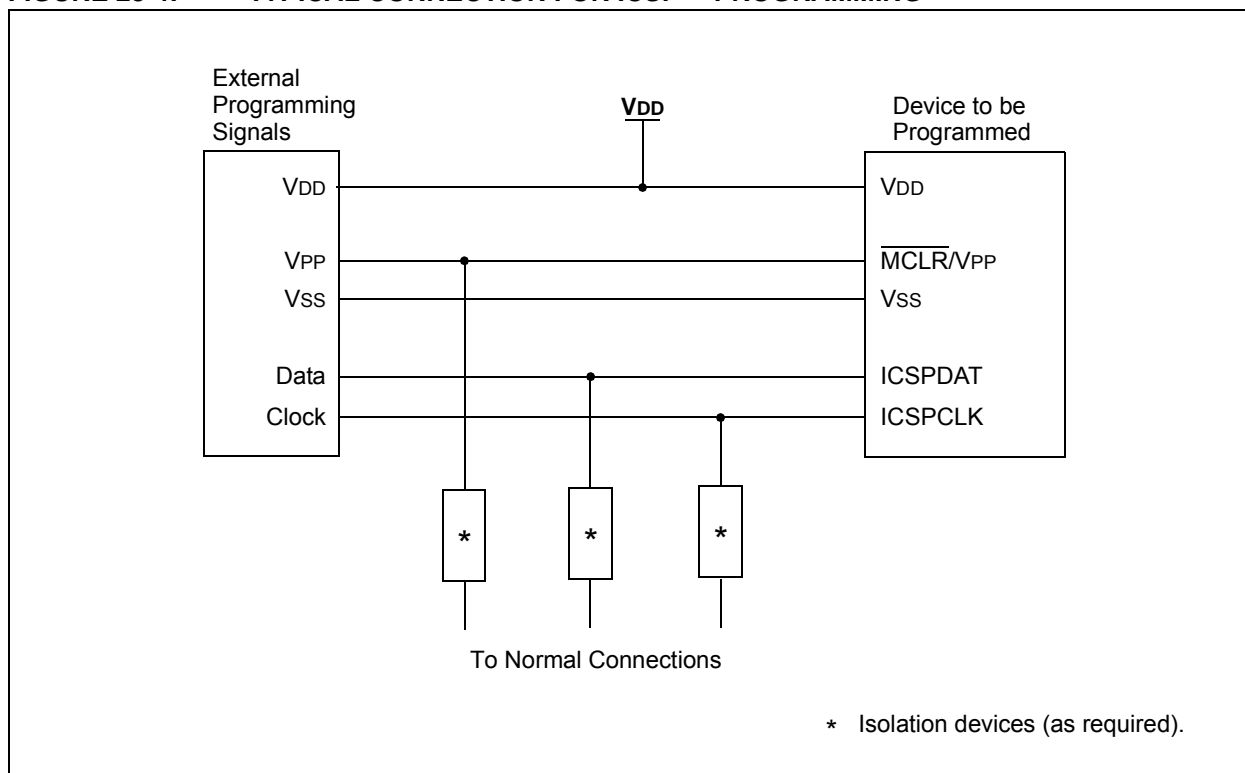 External
Programming
Signals
VDD
Device to be
Programmed
VDD
VDD
VPP
MCLR/VPP
VSS
VSS
Data
ICSPDAT
Clock
ICSPCLK
*
*
*
To Normal Connections
* Isolation devices (as required).